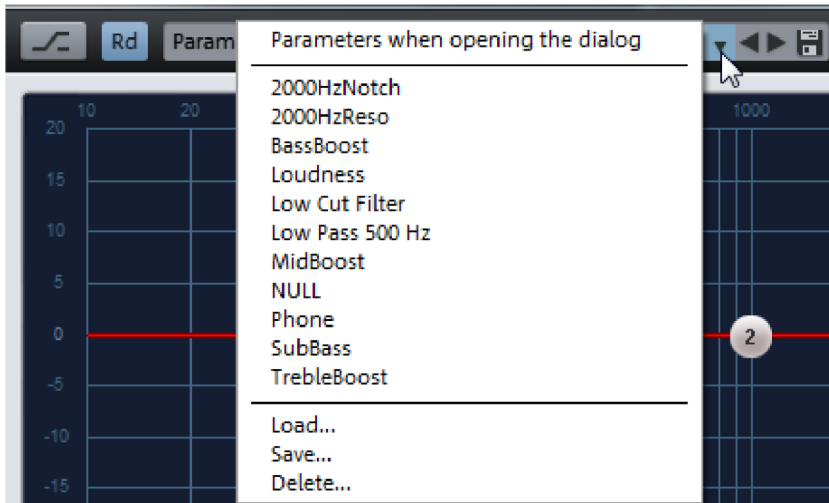 Rd Param Parameters when opening the dialog
2000HzNotch
10 20 1000
2000HzReso
20
BassBoost
15 Loudness
Low Cut Filter
10 Low Pass 500 Hz
MidBoost
5
NULL
Phone
0 2
SubBass
TrebleBoost
-5
Load...
-10
Save...
Delete...
-15